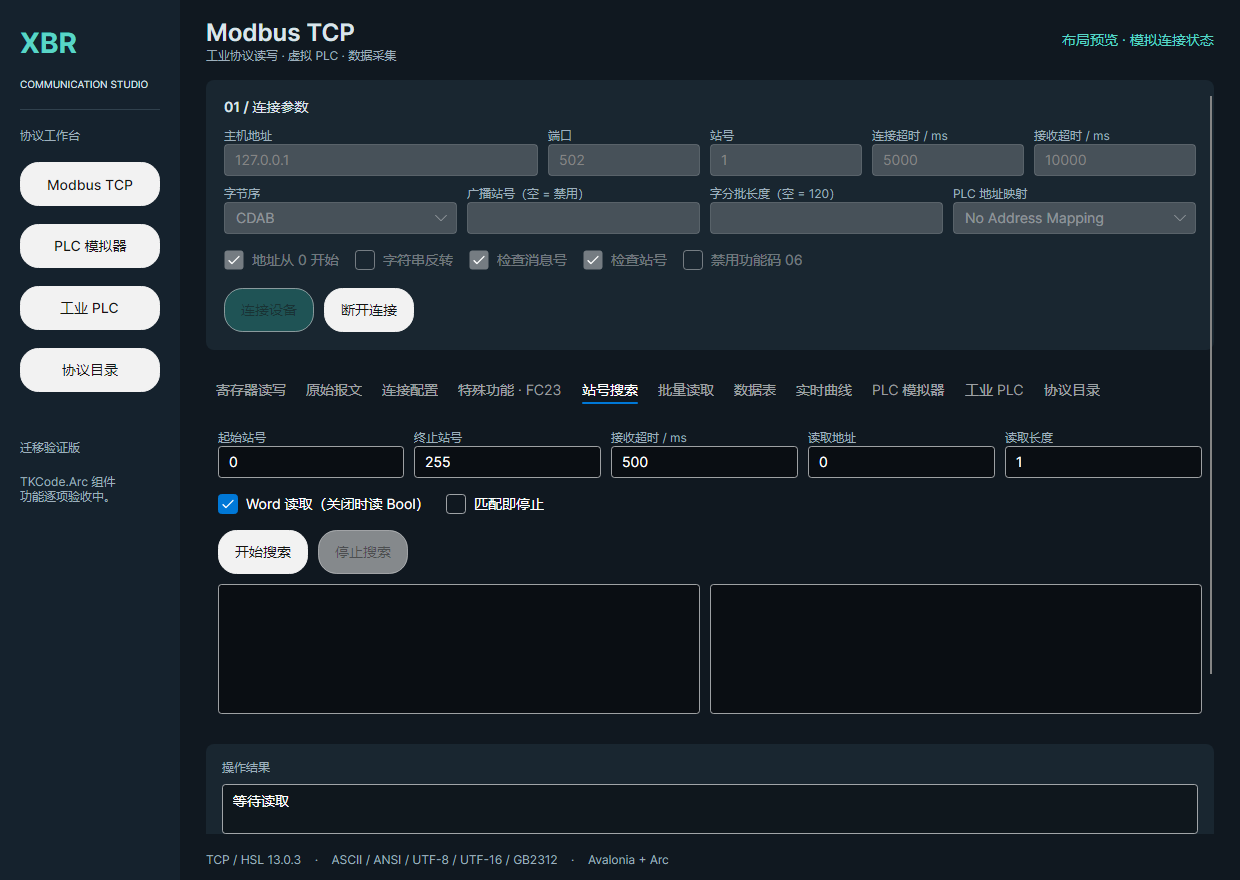 XBR
COMMUNICATION STUDIO
协议工作台
Modbus TCP
PLC 模拟器
工业 PLC
协议目录
迁移验证版
TKCode.Arc 组件
功能逐项验收中。
Modbus TCP
工业协议读写 · 虚拟 PLC · 数据采集
布局预览 · 模拟连接状态
01 / 连接参数
主机地址 端口 站号 连接超时 / ms 接收超时 / ms
127.0.0.1 502 1 5000 10000
字节序 广播站号（空 = 禁用） 字分批长度（空 = 120） PLC 地址映射
CDAB No Address Mapping
地址从 0 开始 字符串反转 检查消息号 检查站号 禁用功能码 06
连接设备 断开连接
寄存器读写 原始报文 连接配置 特殊功能 · FC23 站号搜索 批量读取 数据表 实时曲线 PLC 模拟器 工业 PLC 协议目录
起始站号 终止站号 接收超时 / ms 读取地址 读取长度
0 255 500 0 1
Word 读取（关闭时读 Bool） 匹配即停止
开始搜索 停止搜索
操作结果
等待读取
TCP / HSL 13.0.3 · ASCII / ANSI / UTF-8 / UTF-16 / GB2312 · Avalonia + Arc